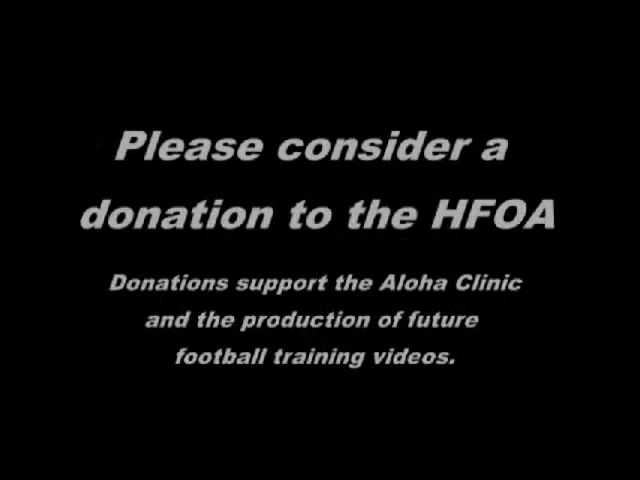 Please consider a
donation to the HFOA
Donations support the Aloha Clinic
and the production of future
football training videos.